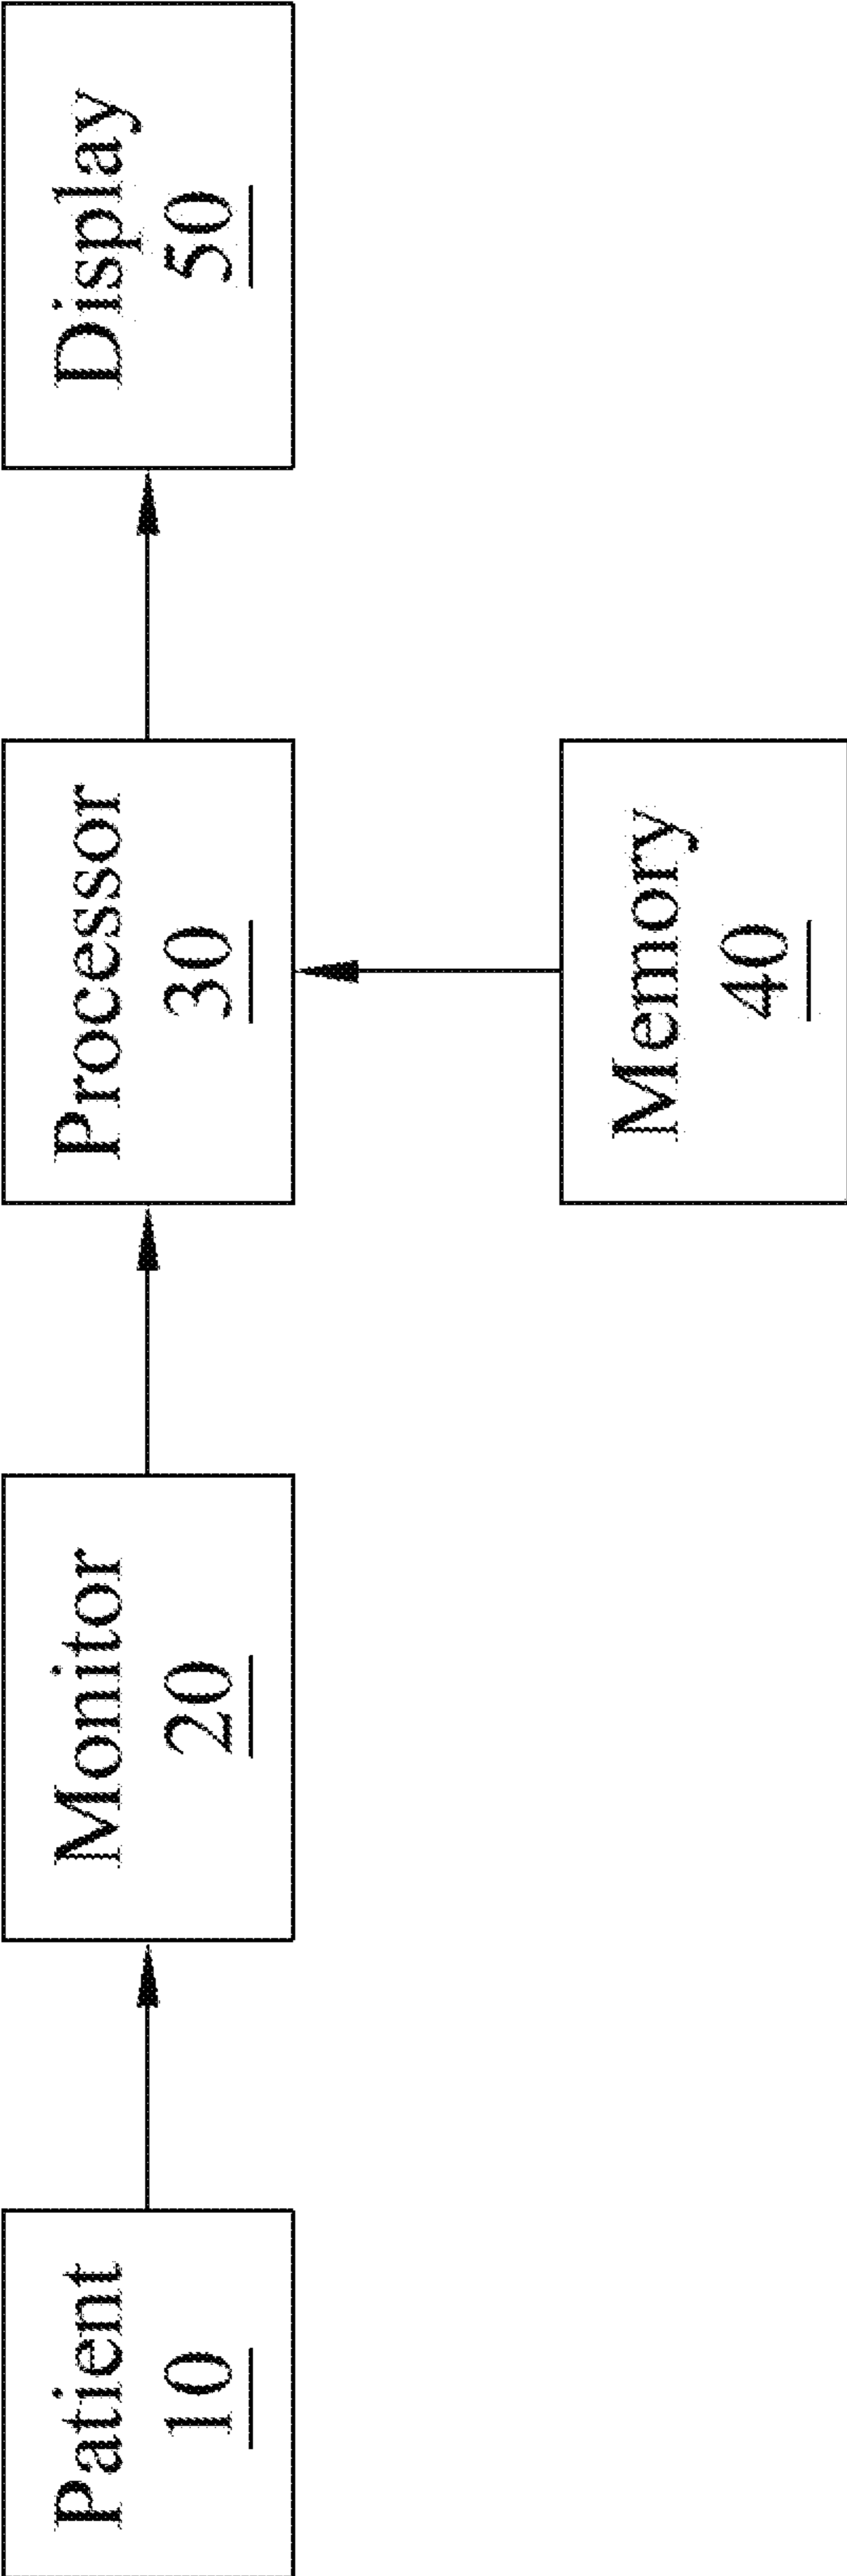 Patient
10
Monitor
20
Processor
30
Display
50
Memory
40